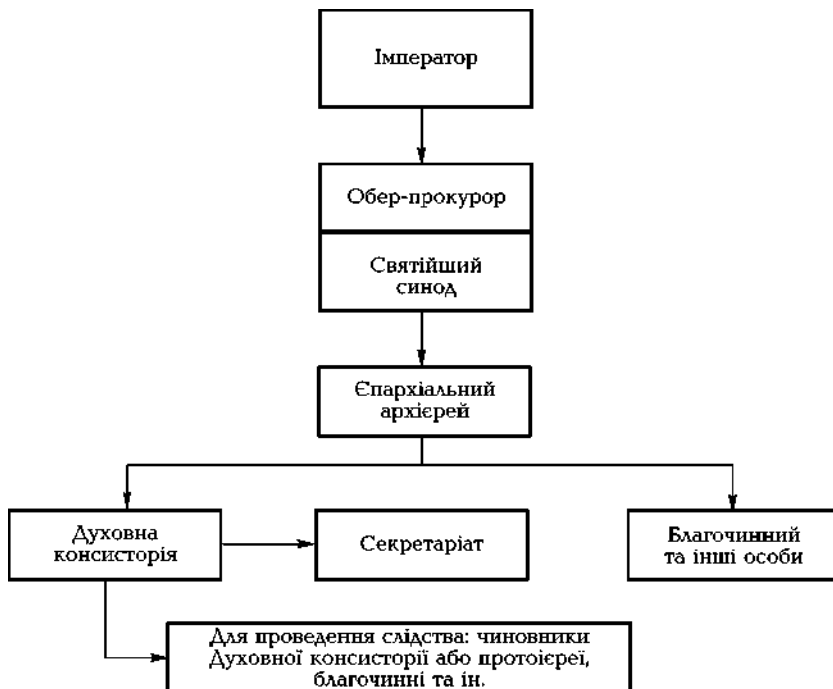 Імператор
Обер-прокурор
Святійший
синод
Єпархіальний
архієрей
Духовна
консисторія
Секретаріат
Благочинний
та інші особи
Для проведення слідства: чиновники
Духовної консисторії або протоієреї,
благочинні та ін.